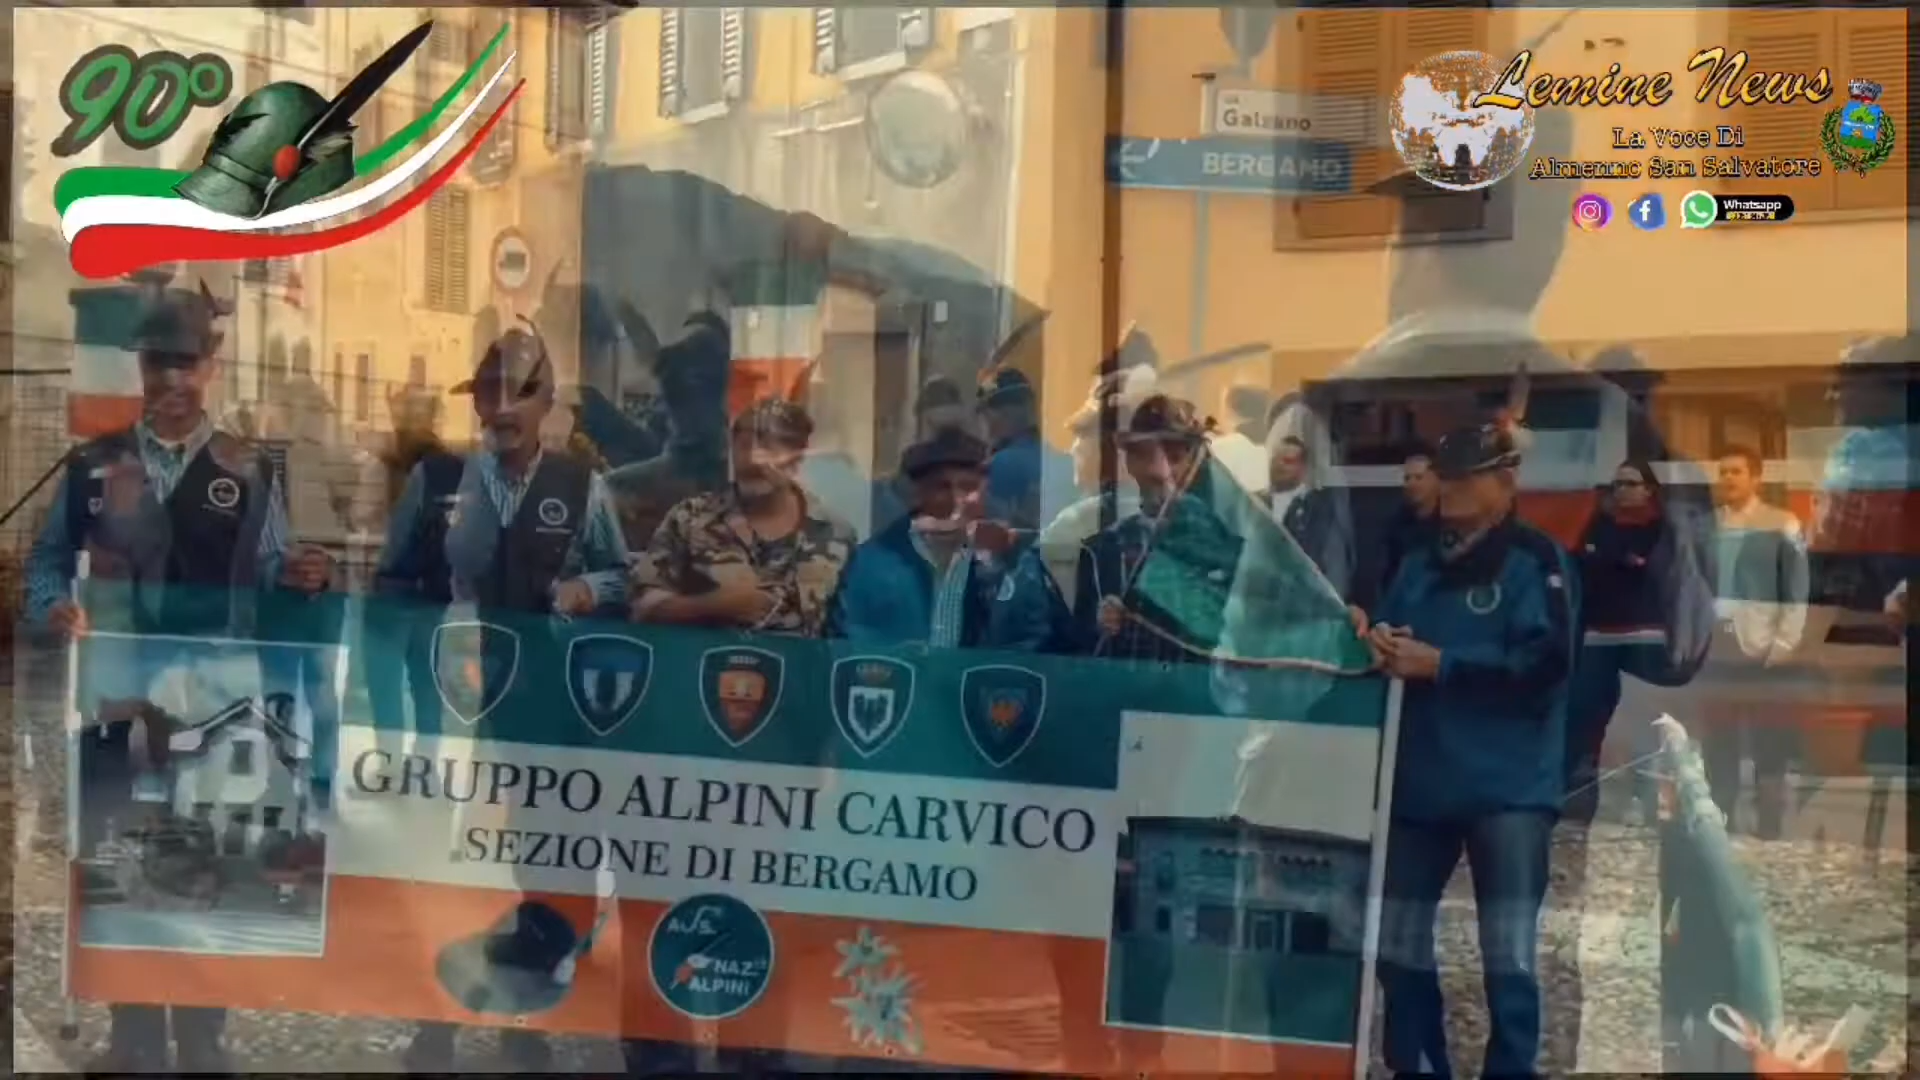 90°
Lemine News
La Voce Di
Almenno San Salvatore
Whatsapp
Galzano
BERGAMO
GRUPPO ALPINI CARVICO
SEZIONE DI BERGAMO
NAZ.
ALPINI